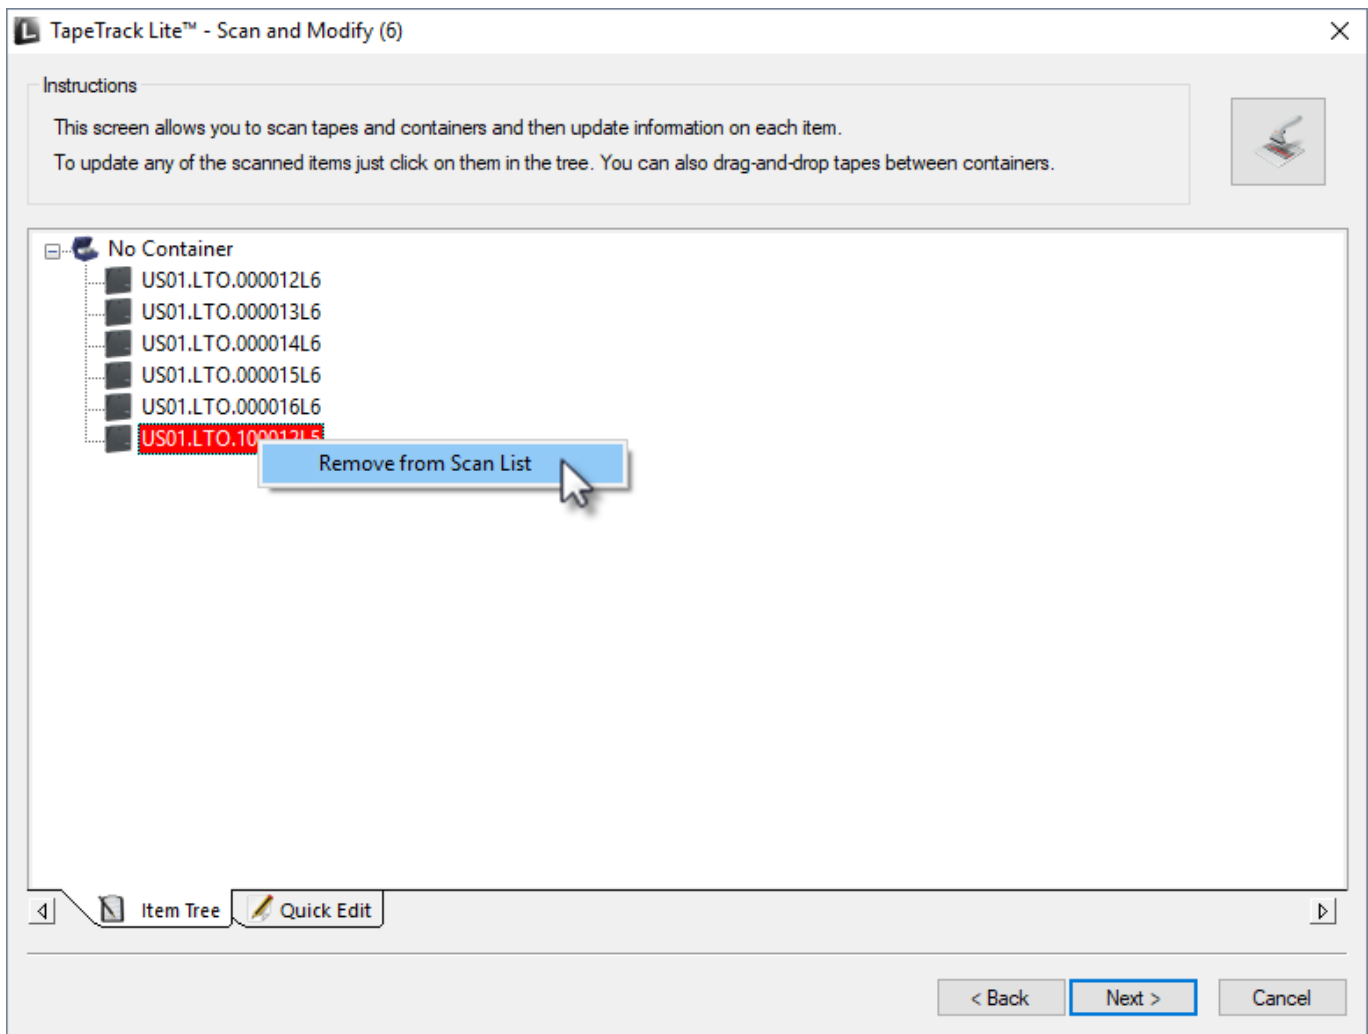 TapeTrack Lite™ - Scan and Modify (6)
Instructions
This screen allows you to scan tapes and containers and then update information on each item.
To update any of the scanned items just click on them in the tree. You can also drag-and-drop tapes between containers.
No Container
US01.LTO.000012L6
US01.LTO.000013L6
US01.LTO.000014L6
US01.LTO.000015L6
US01.LTO.000016L6
US01.LTO.100012L5
Remove from Scan List
Item Tree
Quick Edit
< Back
Next >
Cancel